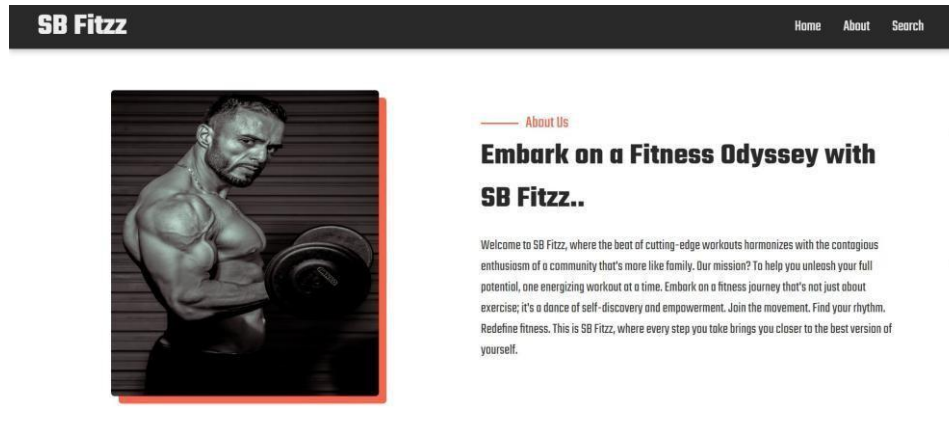 SB Fitzz
Home About Search
About Us
Embark on a Fitness Odyssey with
SB Fitzz..
Welcome to SB Fitzz, where the beat of cutting-edge workouts harmonizes with the contagious
enthusiasm of a community that's more like family. Our mission? To help you unleash your full
potential, one energizing workout at a time. Embark on a fitness journey that's not just about
exercise; it's a dance of self-discovery and empowerment. Join the movement. Find your rhythm.
Redefine fitness. This is SB Fitzz, where every step you take brings you closer to the best version of
yourself.